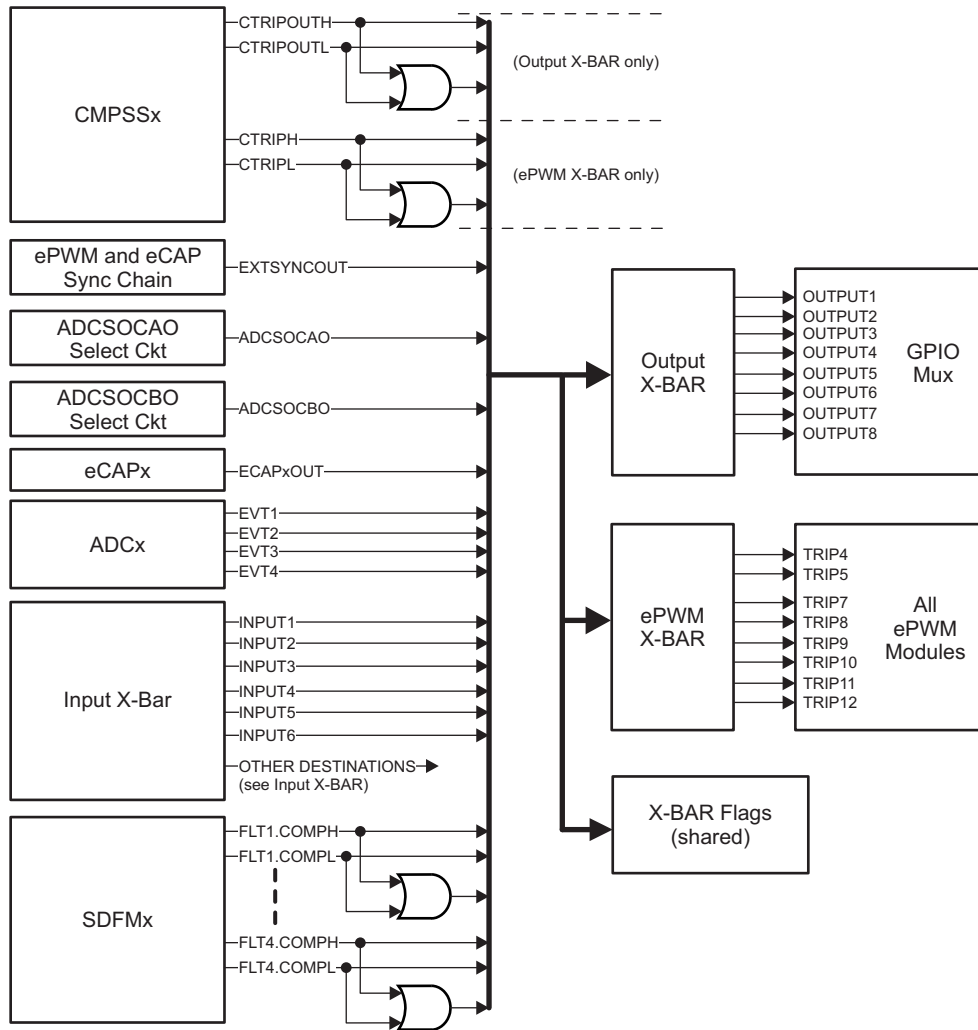 CMPSSx
CTRIPOUTH
CTRIPOUTL
(Output X-BAR only)
CTRIPH
CTRIPL
(ePWM X-BAR only)
ePWM and eCAP
Sync Chain
EXTSYNCOUT
ADCSOCAO
Select Ckt
ADCSOCAO
ADCSOCBO
Select Ckt
ADCSOCBO
eCAPx
ECAPxOUT
ADCx
EVT1
EVT2
EVT3
EVT4
Input X-Bar
INPUT1
INPUT2
INPUT3
INPUT4
INPUT5
INPUT6
OTHER DESTINATIONS
(see Input X-BAR)
SDFMx
FLT1.COMPH
FLT1.COMPL
FLT4.COMPH
FLT4.COMPL
Output
X-BAR
OUTPUT1
OUTPUT2
OUTPUT3
OUTPUT4
OUTPUT5
OUTPUT6
OUTPUT7
OUTPUT8
GPIO
Mux
ePWM
X-BAR
TRIP4
TRIP5
TRIP7
TRIP8
TRIP9
TRIP10
TRIP11
TRIP12
All
ePWM
Modules
X-BAR Flags
(shared)